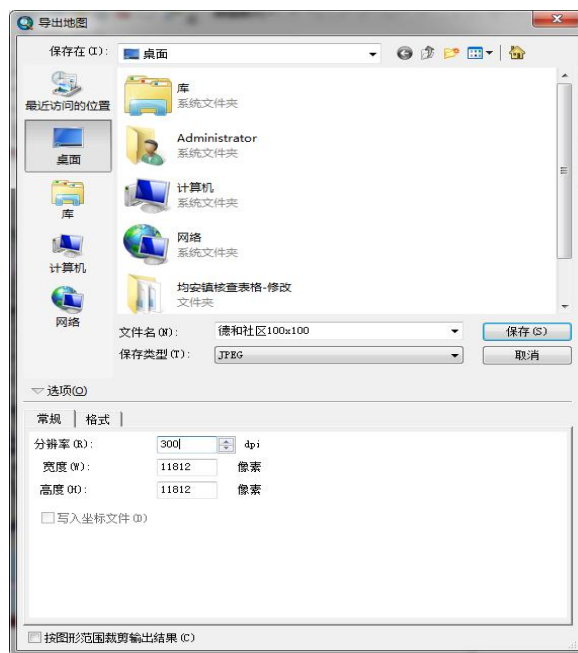 导出地图
保存在(I):
桌面
最近访问的位置
桌面
库
计算机
网络
库
系统文件夹
Administrator
系统文件夹
计算机
系统文件夹
网络
系统文件夹
均安镇核查表格-修改
文件夹
文件名(N):
德和社区100x100
保存(S)
保存类型(T):
JPEG
取消
选项(O)
常规
格式
分辨率(R): 300 dpi
宽度(W): 11812 像素
高度(H): 11812 像素
写入坐标文件(D)
按图形范围裁剪输出结果(C)